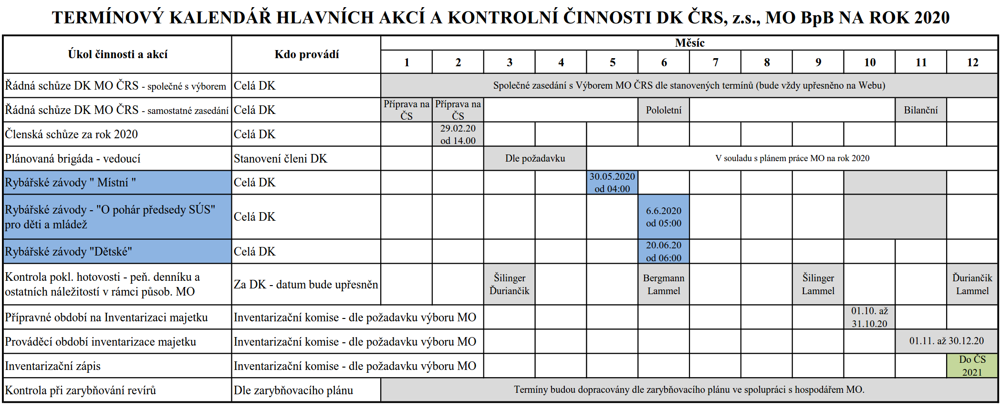 TERMÍNOVÝ KALENDÁŘ HLAVNÍCH AKCÍ A KONTROLNÍ ČINNOSTI DK ČRS, z.s., MO BpB NA ROK 2020
Úkol činnosti a akcí
Kdo provádí
Měsíc
1 2 3 4 5 6 7 8 9 10 11 12
Řádná schůze DK MO ČRS - společné s výborem
Celá DK
Společné zasedání s Výborem MO ČRS dle stanovených termínů (bude vždy upřesněno na Webu)
Řádná schůze DK MO ČRS - samostatné zasedání
Celá DK
Příprava na
ČS
Příprava na
ČS
Pololetní
Bilanční
Členská schůze za rok 2020
Celá DK
29.02.20
od 14.00
Plánovaná brigáda - vedoucí
Stanovení členi DK
Dle požadavku
V souladu s plánem práce MO na rok 2020
Rybářské závody " Místní "
Celá DK
30.05.2020
od 04:00
Rybářské závody - "O pohár předsedy SÚS"
pro děti a mládež
Celá DK
6.6.2020
od 05:00
Rybářské závody "Dětské"
Celá DK
20.06.20
od 06:00
Kontrola pokl. hotovosti - peň. denníku a
ostatních náležitostí v rámci působ. MO
Za DK - datum bude upřesněn
Šilinger
Ďuriančik
Bergmann
Lammel
Šilinger
Lammel
Ďuriančik
Lammel
Přípravné období na Inventarizaci majetku
Inventarizační komise - dle požadavku výboru MO
01.10. až
31.10.20
Prováděcí období inventarizace majetku
Inventarizační komise - dle požadavku výboru MO
01.11. až 30.12.20
Inventarizační zápis
Inventarizační komise - dle požadavku výboru MO
Do ČS
2021
Kontrola při zarybňování revírů
Dle zarybňovacího plánu
Termíny budou dopracovány dle zarybňovacího plánu ve spolupráci s hospodářem MO.